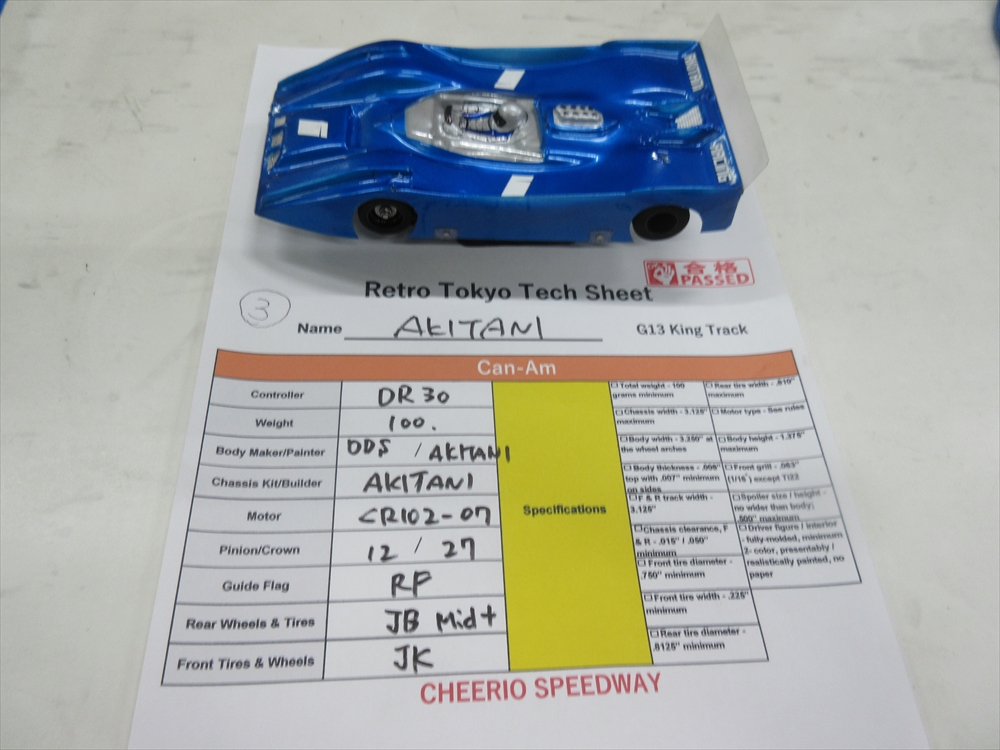 合格
PASSED
Retro Tokyo Tech Sheet
3
Name AKITANI G13 King Track
Can-Am
Controller DR30
Weight 100.
Body Maker/Painter ODS / AKITANI
Chassis Kit/Builder AKITANI
Motor CR102-07
Pinion/Crown 12 / 27
Guide Flag RF
Rear Wheels & Tires JB Mid+
Front Tires & Wheels JK
Specifications
☐Total weight - 100 grams minimum
☐Chassis width - 3.125" maximum
☐Body width - 3.250" at the wheel arches
☐Body thickness - .008" top with .007" minimum on sides
☐F & R track width - 3.125"
☐Chassis clearance, F & R - .015" / .050" minimum
☐Front tire diameter - .750" minimum
☐Front tire width - .225" minimum
☐Rear tire diameter - .8125" minimum
☐Rear tire width - .810" maximum
☐Motor type - See rules
☐Body height - 1.375" maximum
☐Front grill - .063" (1/16") except Ti22
☐Spoiler size / height - no wider than body; .500" maximum
☐Driver figure / interior - fully-molded, minimum 2- color, presentably / realistically painted, no paper
CHEERIO SPEEDWAY